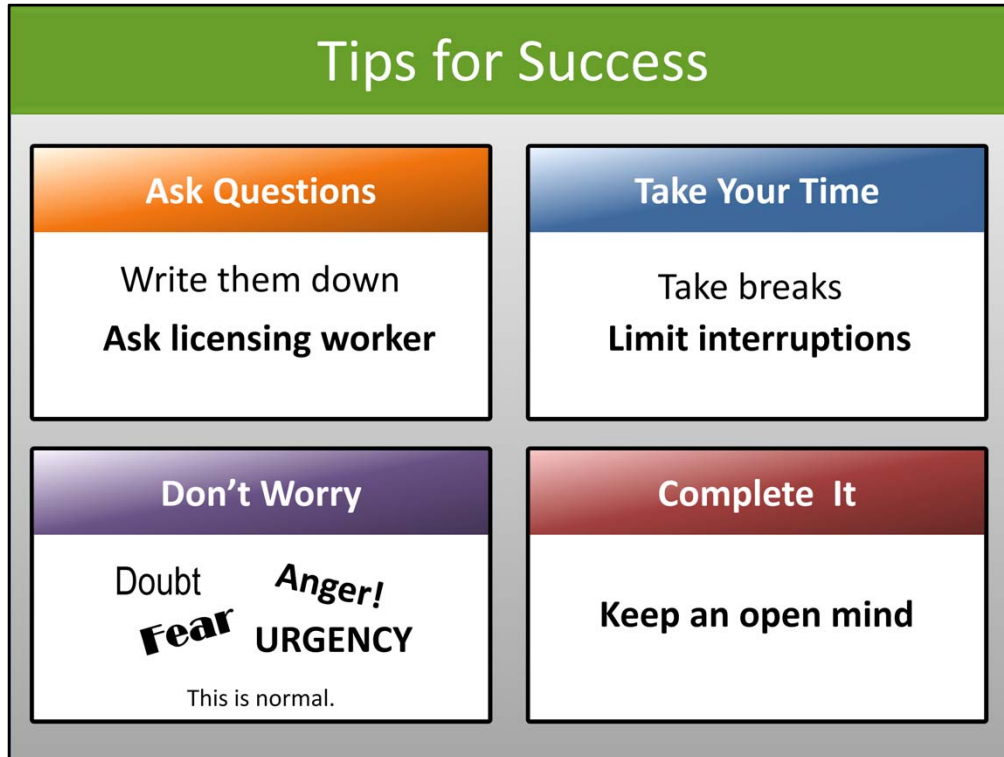 Tips for Success
Ask Questions
Write them down
Ask licensing worker
Take Your Time
Take breaks
Limit interruptions
Don’t Worry
Doubt
Anger!
Fear
URGENCY
This is normal.
Complete It
Keep an open mind